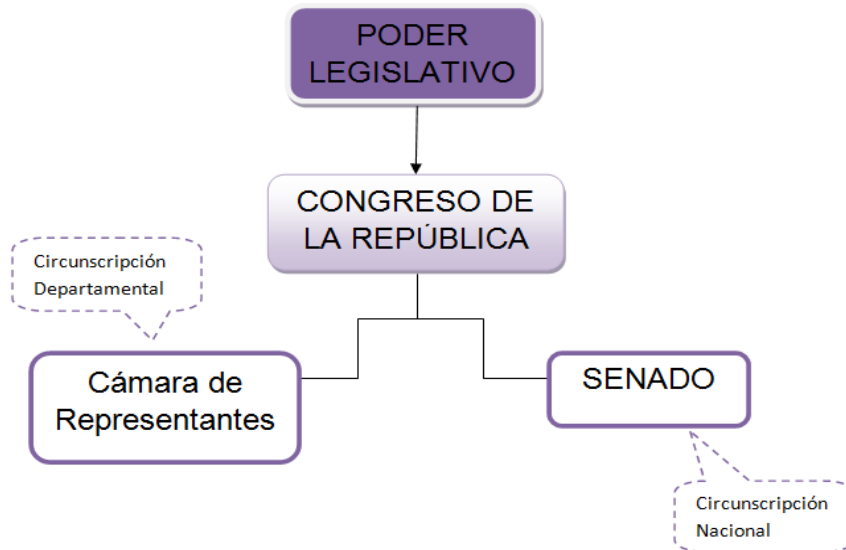 PODER
LEGISLATIVO
CONGRESO DE
LA REPÚBLICA
Circunscripción
Departamental
Cámara de
Representantes
SENADO
Circunscripción
Nacional